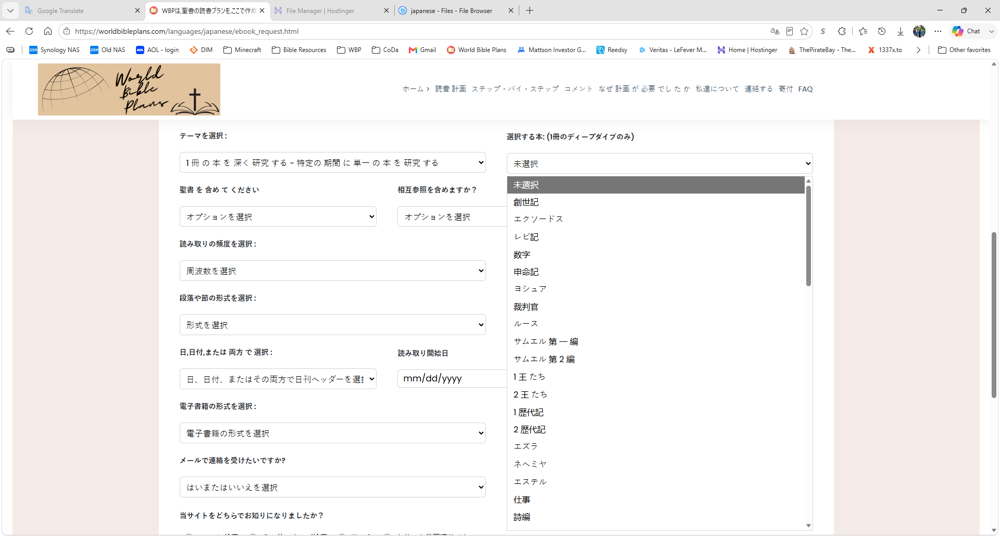 Google Translate
WBPは,聖書の読書プランを,ここで作成
File Manager | Hostinger
japanese - Files - File Browser
https://worldbibleplans.com/languages/japanese/ebook_request.html
Chat
Synology NAS
Old NAS
AOL - login
DIM
Minecraft
Bible Resources
WBP
CoDa
Gmail
World Bible Plans
Mattson Investor G...
Reedsy
Veritas - LeFever M...
Home | Hostinger
ThePirateBay - The...
1337x.to
Other favorites
World
Bible
Plans
ホーム > 読書 計画 ステップ・バイ・ステップ コメント なぜ 計画 が 必要 でし た か 私達について 連絡する 寄付 FAQ
テーマを選択 :
1 冊 の 本 を 深く 研究 する - 特定の 期間 に 単一 の 本 を 研究 する
選択する本: (1冊のディープダイブのみ)
未選択
聖書 を 含め て ください
オプションを選択
相互参照を含めますか？
オプションを選択
読み取りの頻度を選択 :
周波数を選択
段落や節の形式を選択 :
形式を選択
日,日付,または 両方 で 選択 :
日、日付、またはその両方で日刊ヘッダーを選
読み取り開始日
mm/dd/yyyy
電子書籍の形式を選択 :
電子書籍の形式を選択
メールで連絡を受けたいですか?
はいまたはいいえを選択
当サイトをどちらでお知りになりましたか？
未選択
創世記
エクソードス
レビ記
数字
申命記
ヨシュア
裁判官
ルース
サムエル 第 一 編
サムエル 第 2 編
1 王 たち
2 王 たち
1 歴代記
2 歴代記
エズラ
ネヘミヤ
エステル
仕事
詩編